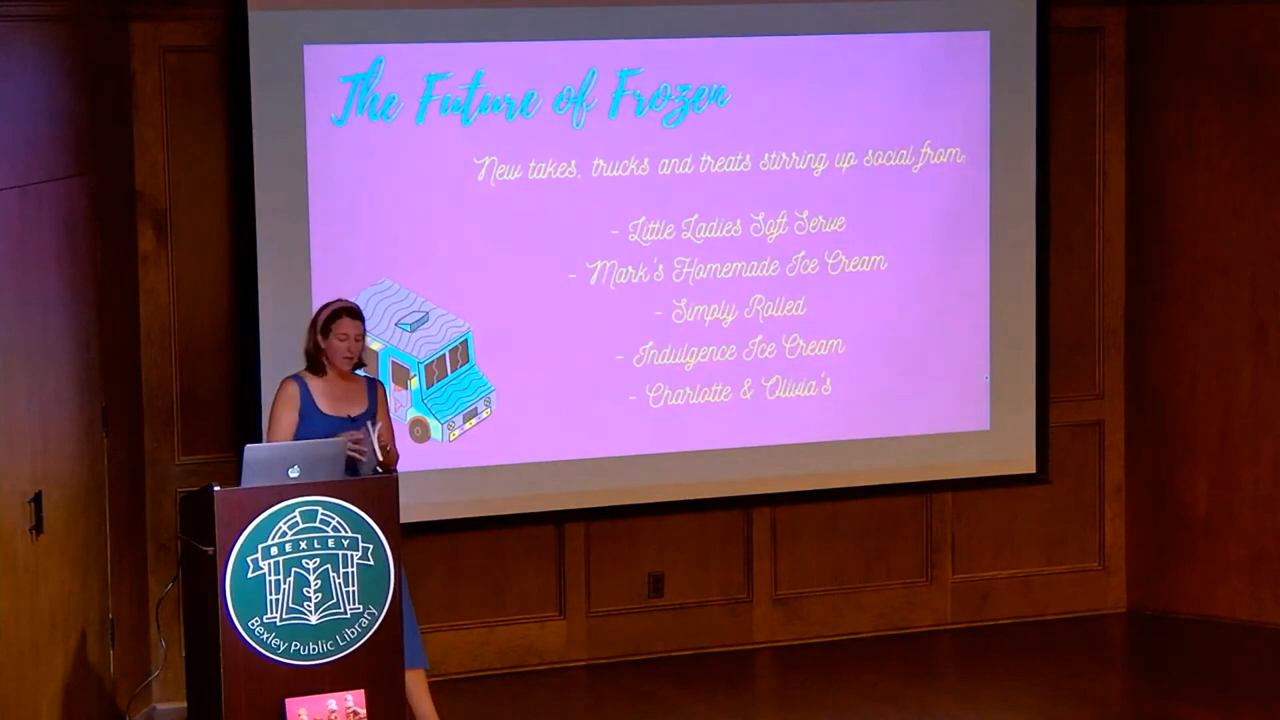 The Future of Frozen
New takes, trucks and treats stirring up social from:
- Little Ladies Soft Serve
- Mark's Homemade Ice Cream
- Simply Rolled
- Indulgence Ice Cream
- Charlotte & Olivia's
BEXLEY
Bexley Public Library